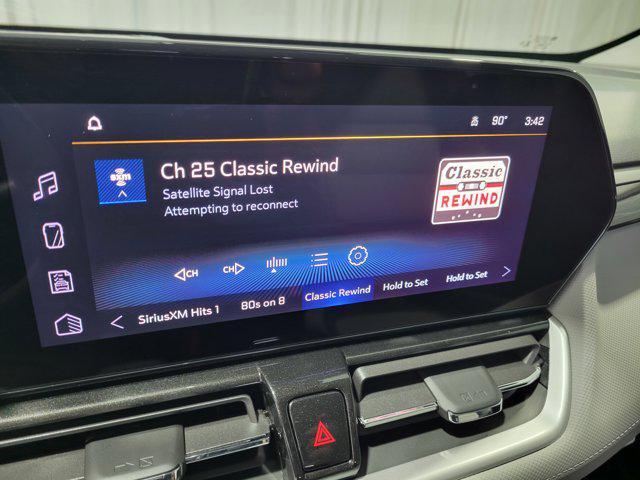 90° 3:42
sxm
Ch 25 Classic Rewind
Satellite Signal Lost
Attempting to reconnect
Classic
REWIND
CH CH
SiriusXM Hits 1 80s on 8 Classic Rewind Hold to Set Hold to Set